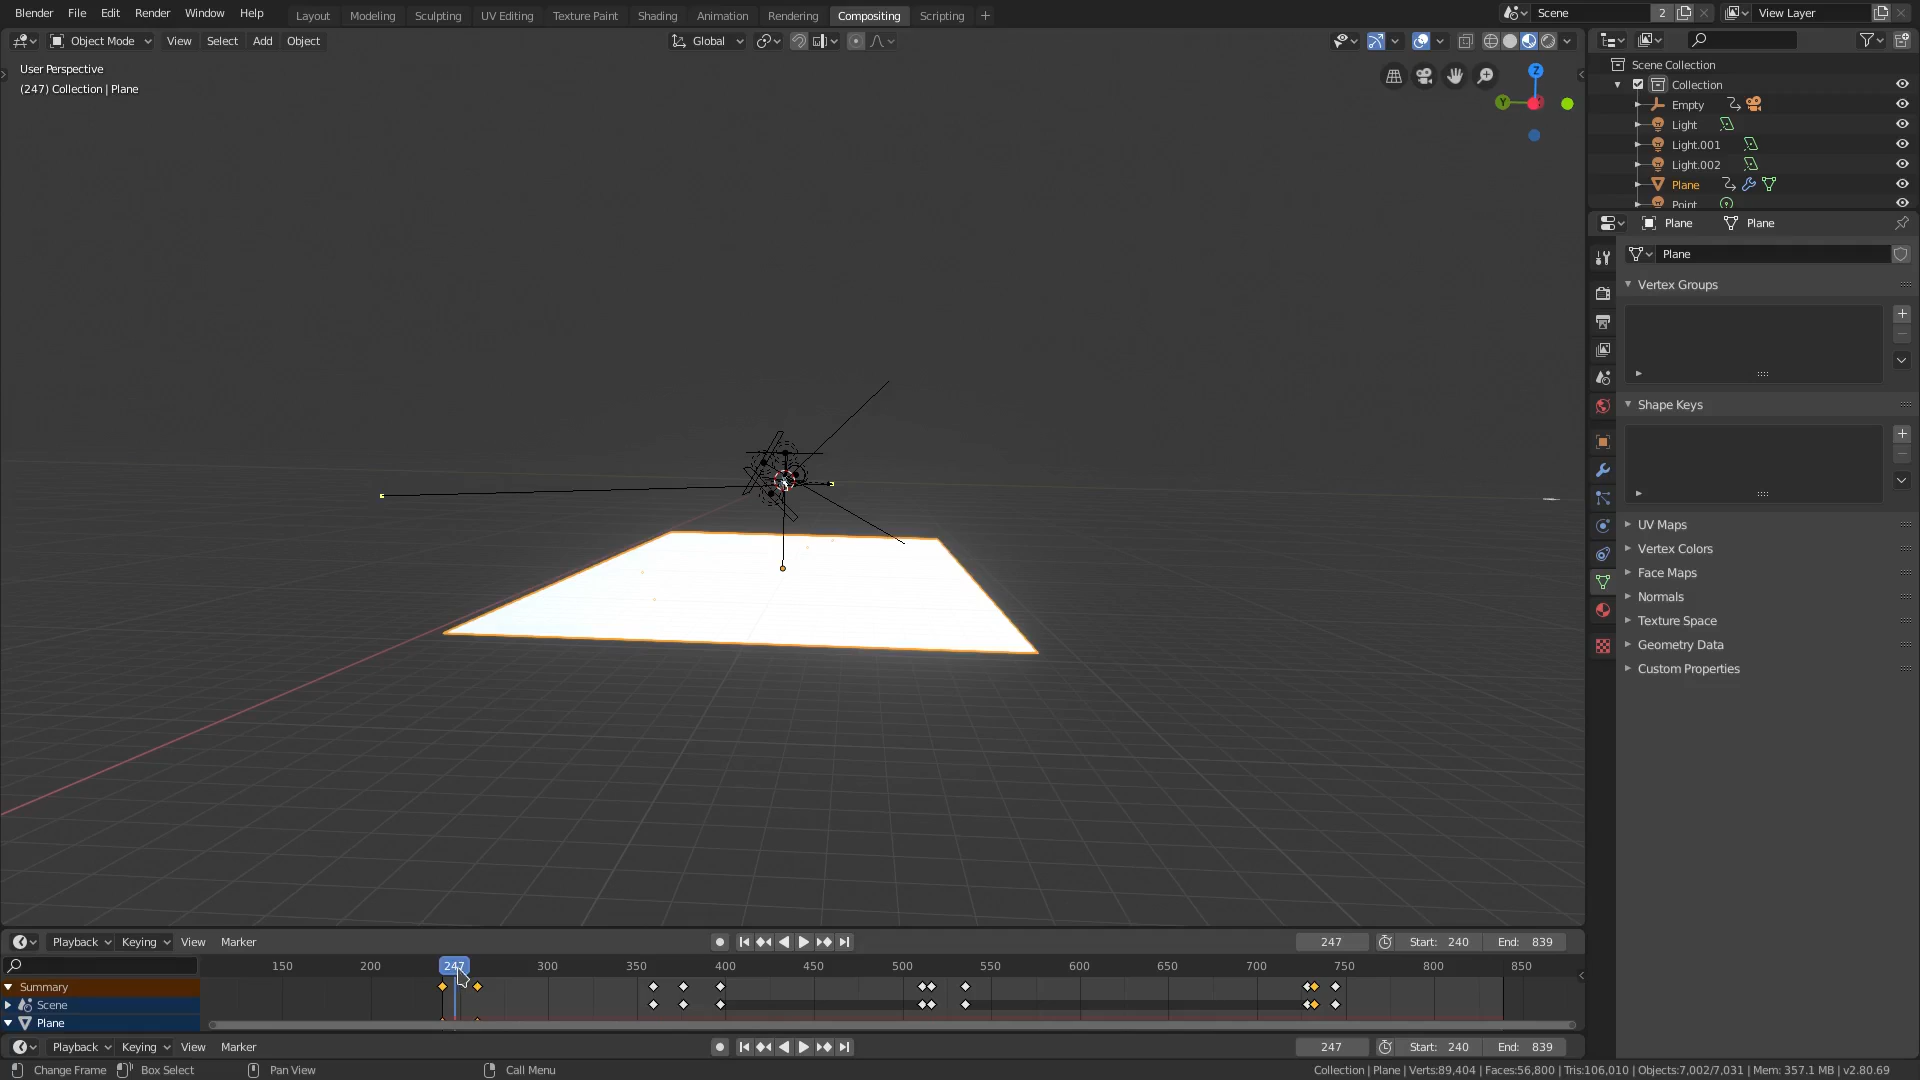 Blender File Edit Render Window Help Layout Modeling Sculpting UV Editing Texture Paint Shading Animation Rendering Compositing Scripting + Scene 2 View Layer
Object Mode View Select Add Object Global
User Perspective
(247) Collection | Plane
Z
Y
Scene Collection
Collection
Empty
Light
Light.001
Light.002
Plane
Point
Plane Plane
Plane
Vertex Groups
Shape Keys
UV Maps
Vertex Colors
Face Maps
Normals
Texture Space
Geometry Data
Custom Properties
Playback Keying View Marker 247 Start: 240 End: 839
150 200 247 300 350 400 450 500 550 600 650 700 750 800 850
Summary
Scene
Plane
Playback Keying View Marker 247 Start: 240 End: 839
Change Frame Box Select Pan View Call Menu Collection | Plane | Verts:89,404 | Faces:56,800 | Tris:106,010 | Objects:7,002/7,031 | Mem: 357.1 MB | v2.80.69